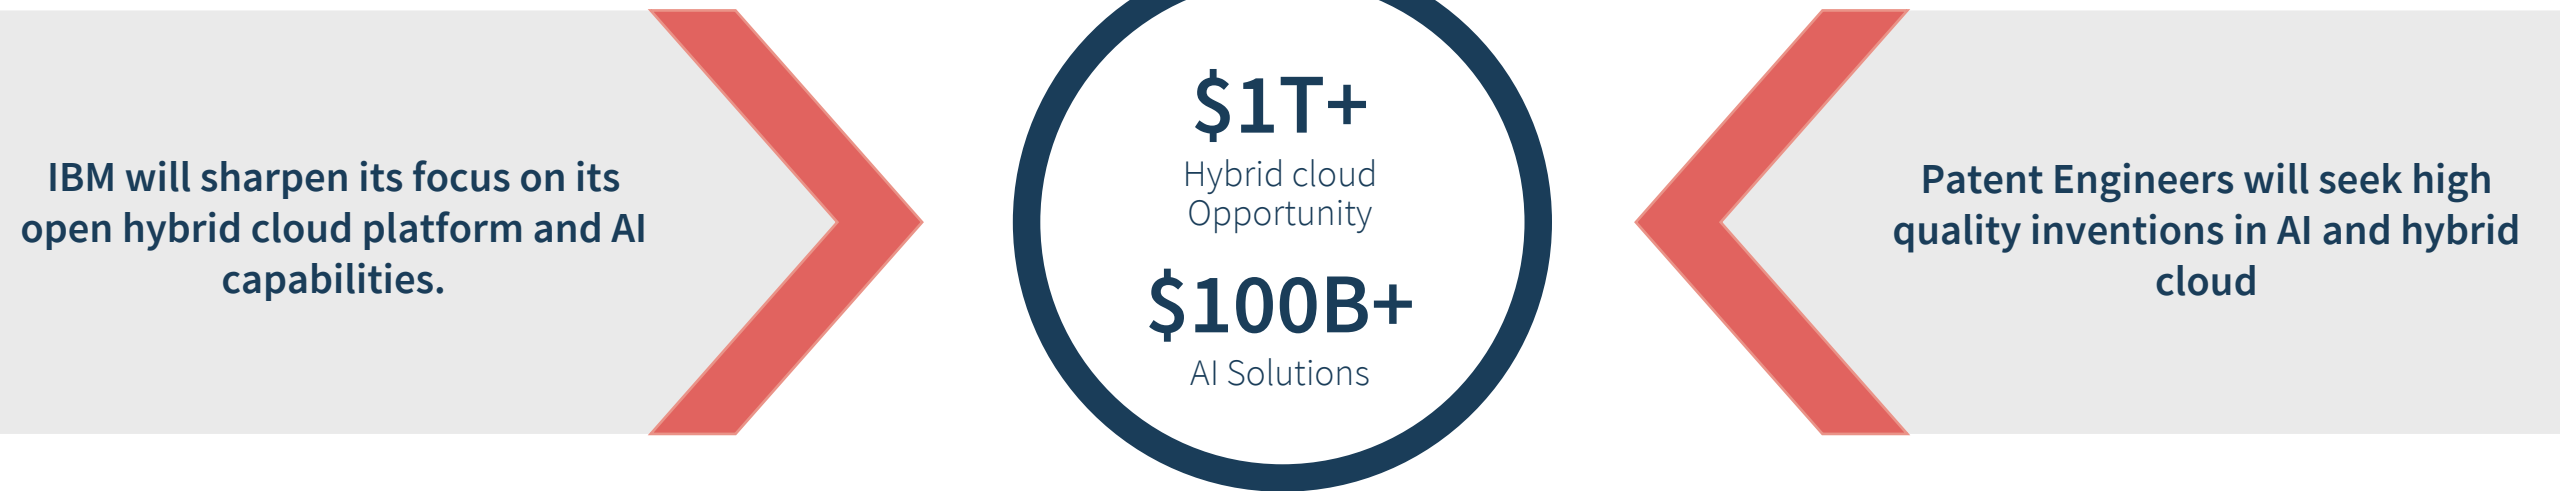 IBM will sharpen its focus on its
open hybrid cloud platform and AI
capabilities.
$1T+
Hybrid cloud
Opportunity
$100B+
AI Solutions
Patent Engineers will seek high
quality inventions in AI and hybrid
cloud